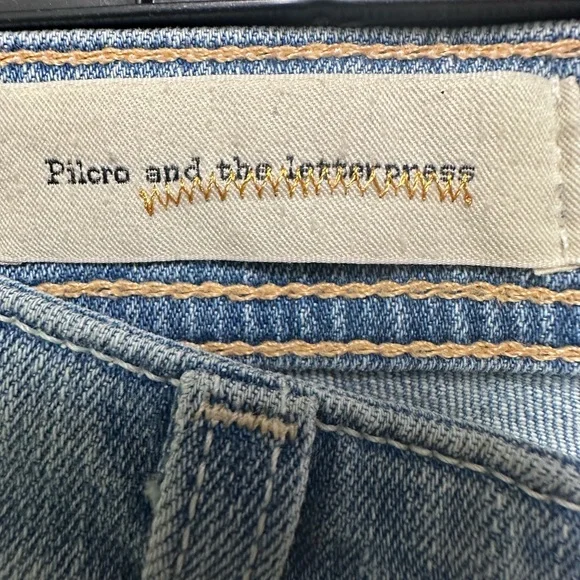 Pilcro and the letterpress